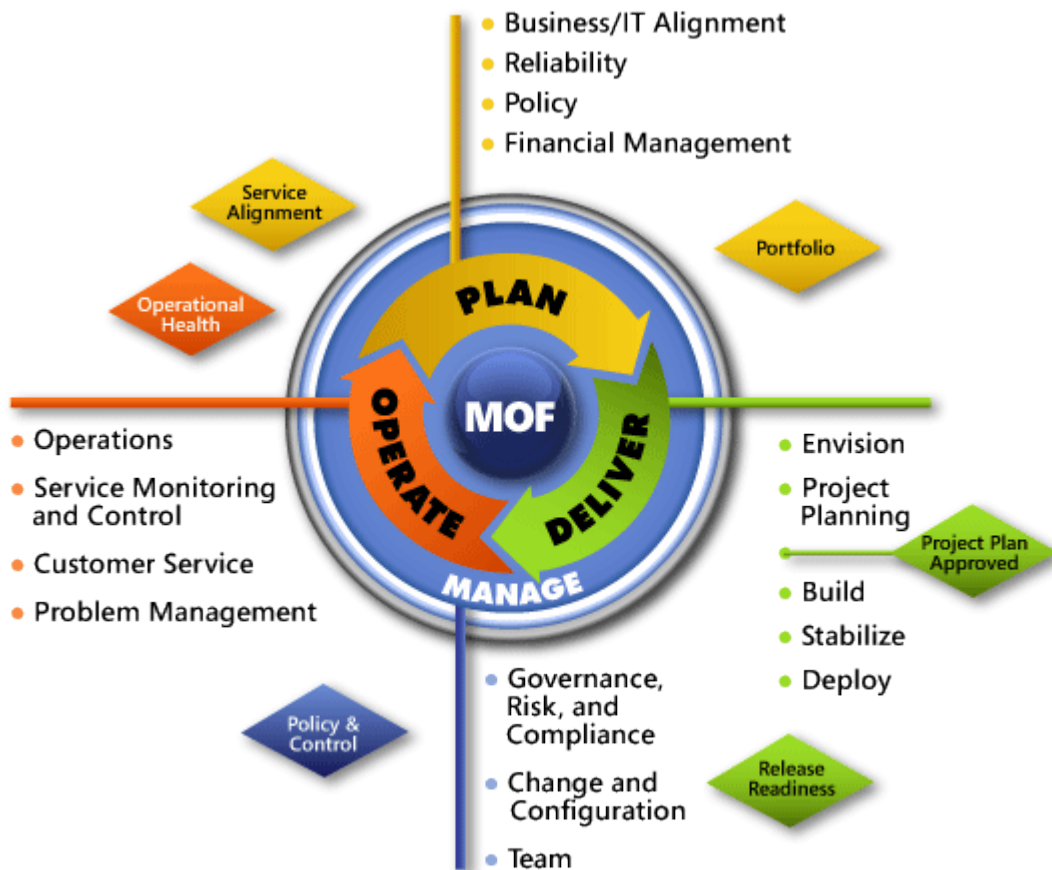 Business/IT Alignment
Reliability
Policy
Financial Management
Service
Alignment
Portfolio
Operational
Health
PLAN
MOF
OPERATE
DELIVER
MANAGE
Operations
Service Monitoring
and Control
Customer Service
Problem Management
Envision
Project
Planning
Project Plan
Approved
Build
Stabilize
Deploy
Policy &
Control
Governance,
Risk, and
Compliance
Change and
Configuration
Team
Release
Readiness